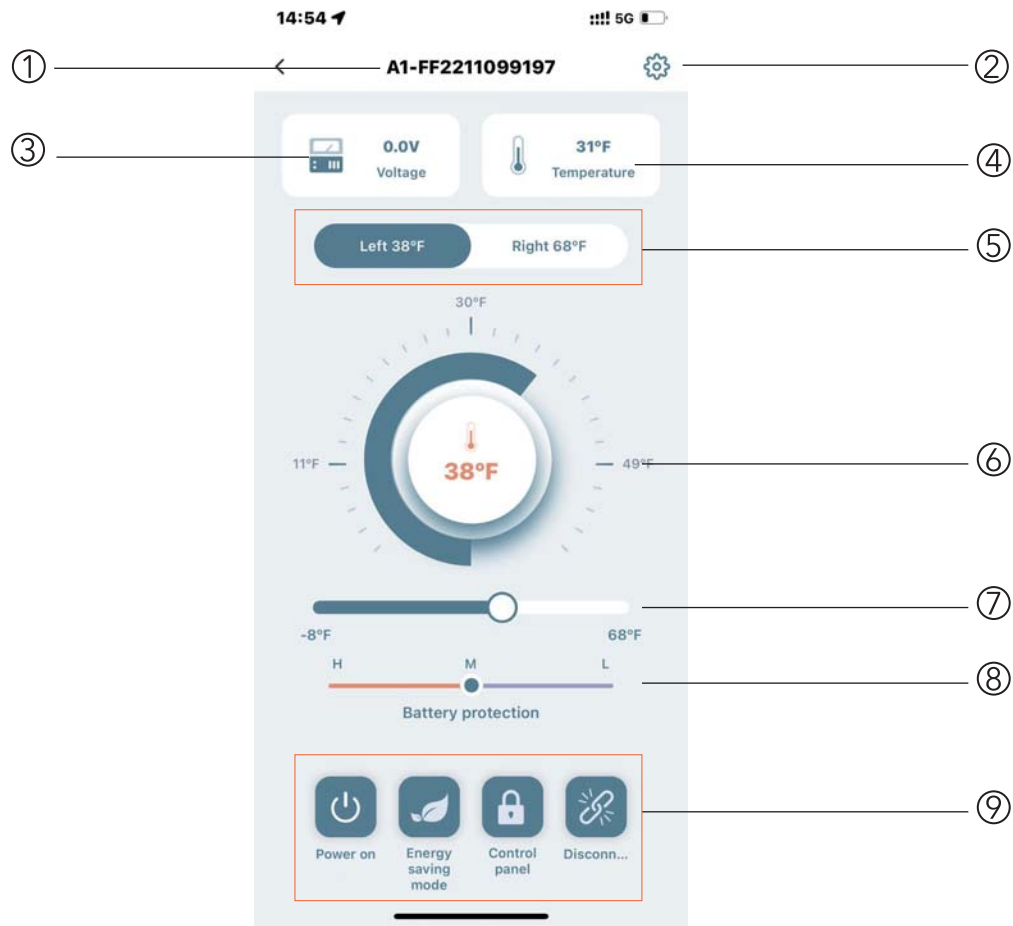 14:54 5G
① A1-FF2211099197 ②
③ 0.0V 31°F ④
Voltage Temperature
Left 38°F Right 68°F ⑤
30°F
11°F 38°F 49°F ⑥
⑦
-8°F 68°F
H M L ⑧
Battery protection
⑨
Power on Energy Control Disconn...
saving panel
mode